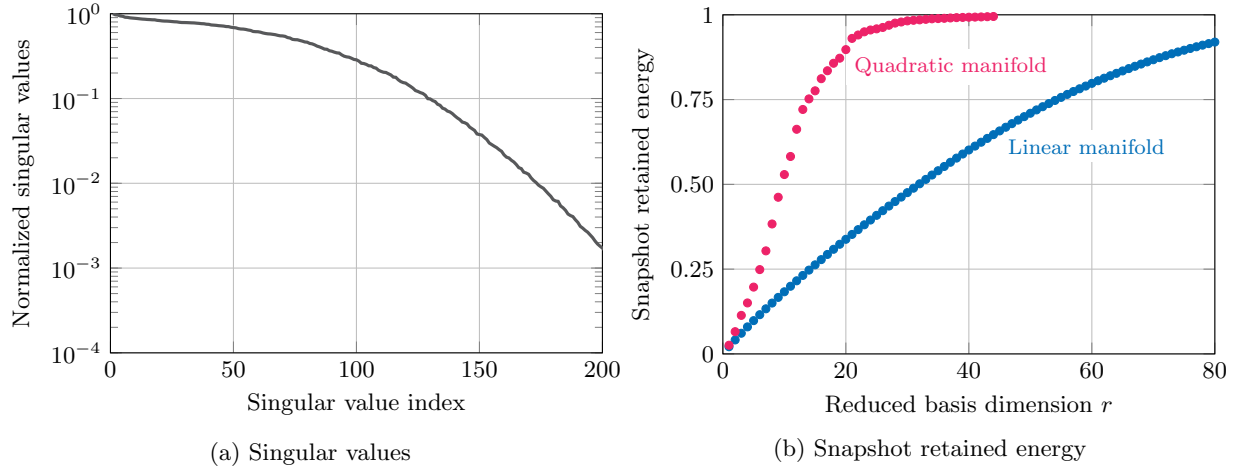 10^0
10^−1
10^−2
10^−3
10^−4
0 50 100 150 200
Normalized singular values
Singular value index
(a) Singular values
1
0.75
0.50
0.25
0
0 20 40 60 80
Snapshot retained energy
Quadratic manifold
Linear manifold
Reduced basis dimension r
(b) Snapshot retained energy